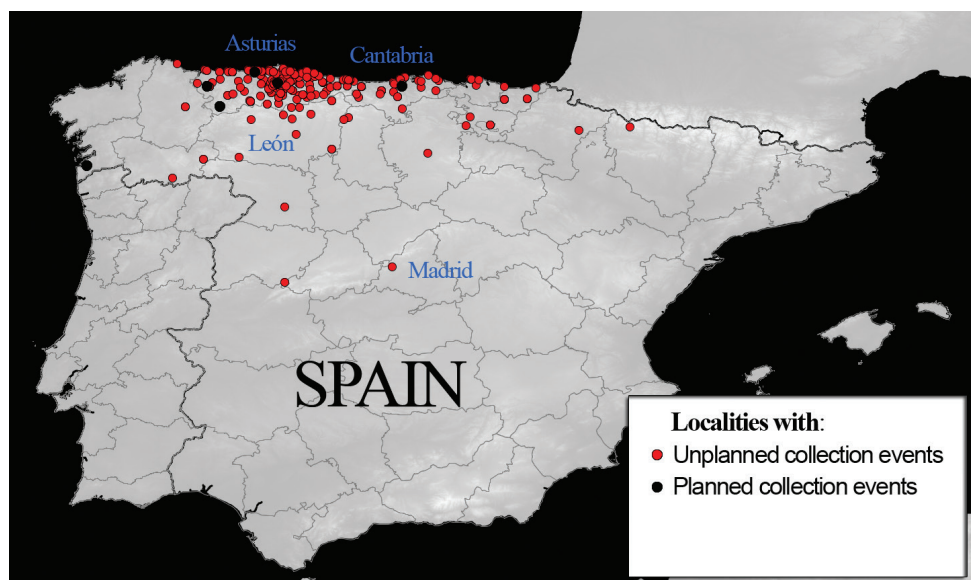 Asturias
Cantabria
León
Madrid
SPAIN
Localities with:
Unplanned collection events
Planned collection events